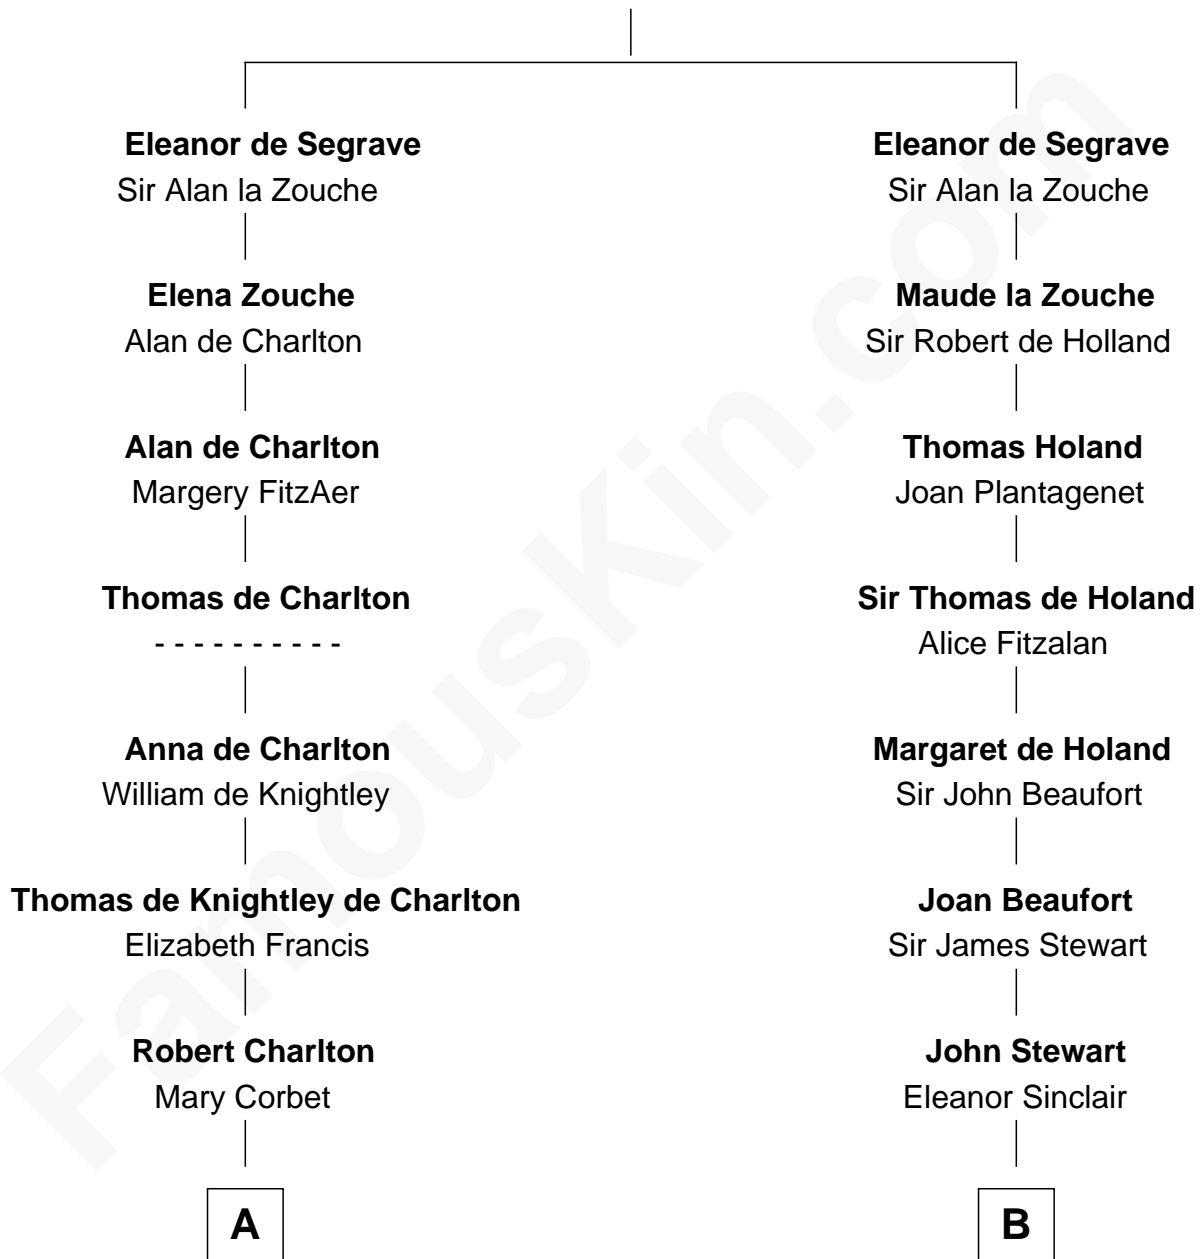 Eleanor de Segrave
Sir Alan la Zouche
Eleanor de Segrave
Sir Alan la Zouche
Elena Zouche
Alan de Charlton
Maude la Zouche
Sir Robert de Holland
Alan de Charlton
Margery FitzAer
Thomas Holand
Joan Plantagenet
Thomas de Charlton
- - - - - - - - - -
Sir Thomas de Holand
Alice Fitzalan
Anna de Charlton
William de Knightley
Margaret de Holand
Sir John Beaufort
Thomas de Knightley de Charlton
Elizabeth Francis
Joan Beaufort
Sir James Stewart
Robert Charlton
Mary Corbet
John Stewart
Eleanor Sinclair
A
B
FamousKin.com